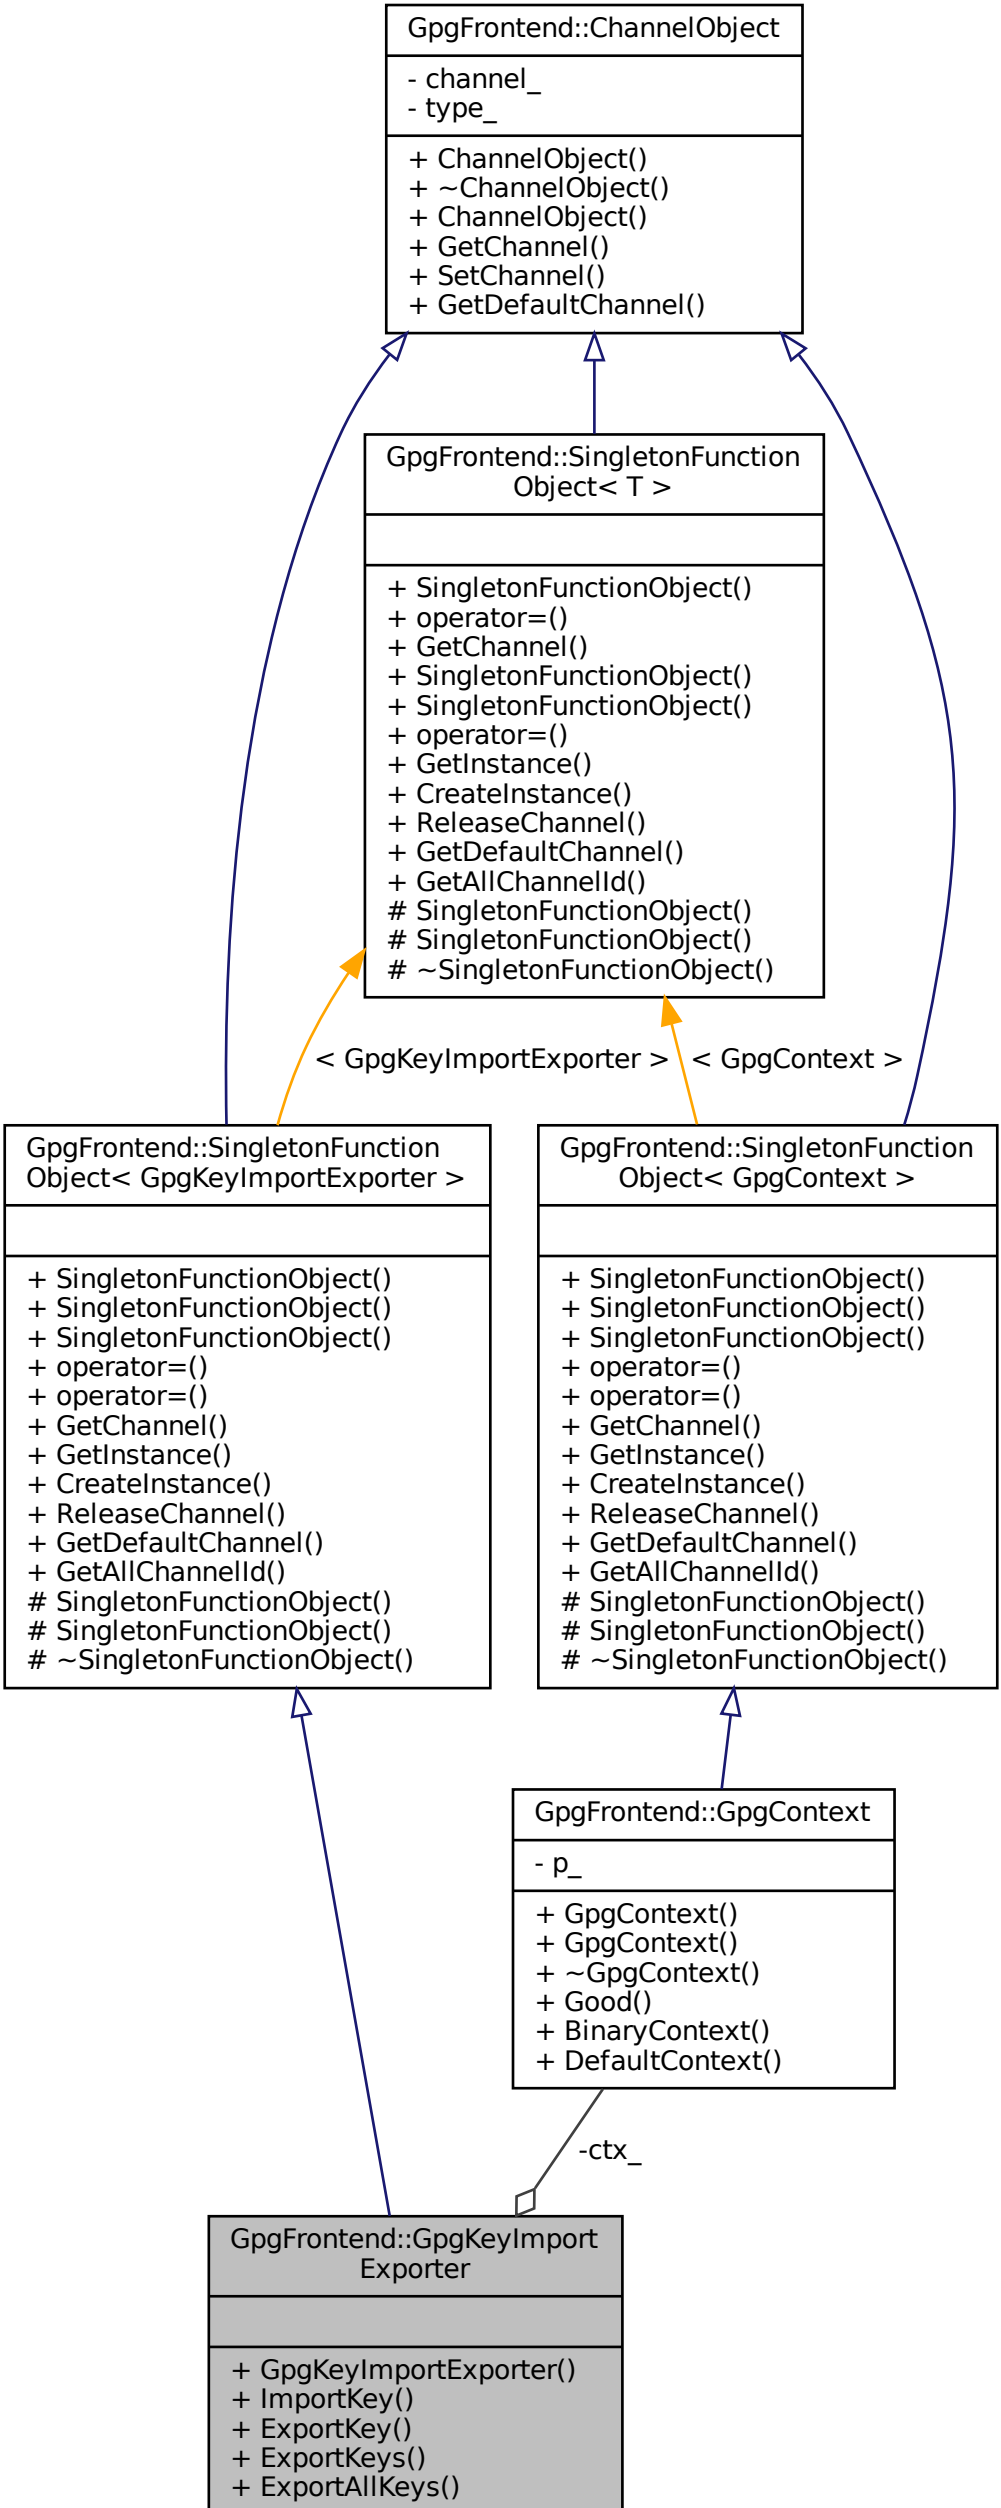 GpgFrontend::ChannelObject
- channel_
- type_
+ ChannelObject()
+ ~ChannelObject()
+ ChannelObject()
+ GetChannel()
+ SetChannel()
+ GetDefaultChannel()
GpgFrontend::SingletonFunction
Object< T >
+ SingletonFunctionObject()
+ operator=()
+ GetChannel()
+ SingletonFunctionObject()
+ SingletonFunctionObject()
+ operator=()
+ GetInstance()
+ CreateInstance()
+ ReleaseChannel()
+ GetDefaultChannel()
+ GetAllChannelId()
# SingletonFunctionObject()
# SingletonFunctionObject()
# ~SingletonFunctionObject()
< GpgKeyImportExporter >
< GpgContext >
GpgFrontend::SingletonFunction
Object< GpgKeyImportExporter >
+ SingletonFunctionObject()
+ SingletonFunctionObject()
+ SingletonFunctionObject()
+ operator=()
+ operator=()
+ GetChannel()
+ GetInstance()
+ CreateInstance()
+ ReleaseChannel()
+ GetDefaultChannel()
+ GetAllChannelId()
# SingletonFunctionObject()
# SingletonFunctionObject()
# ~SingletonFunctionObject()
GpgFrontend::SingletonFunction
Object< GpgContext >
+ SingletonFunctionObject()
+ SingletonFunctionObject()
+ SingletonFunctionObject()
+ operator=()
+ operator=()
+ GetChannel()
+ GetInstance()
+ CreateInstance()
+ ReleaseChannel()
+ GetDefaultChannel()
+ GetAllChannelId()
# SingletonFunctionObject()
# SingletonFunctionObject()
# ~SingletonFunctionObject()
GpgFrontend::GpgContext
- p_
+ GpgContext()
+ GpgContext()
+ ~GpgContext()
+ Good()
+ BinaryContext()
+ DefaultContext()
-ctx_
GpgFrontend::GpgKeyImport
Exporter
+ GpgKeyImportExporter()
+ ImportKey()
+ ExportKey()
+ ExportKeys()
+ ExportAllKeys()